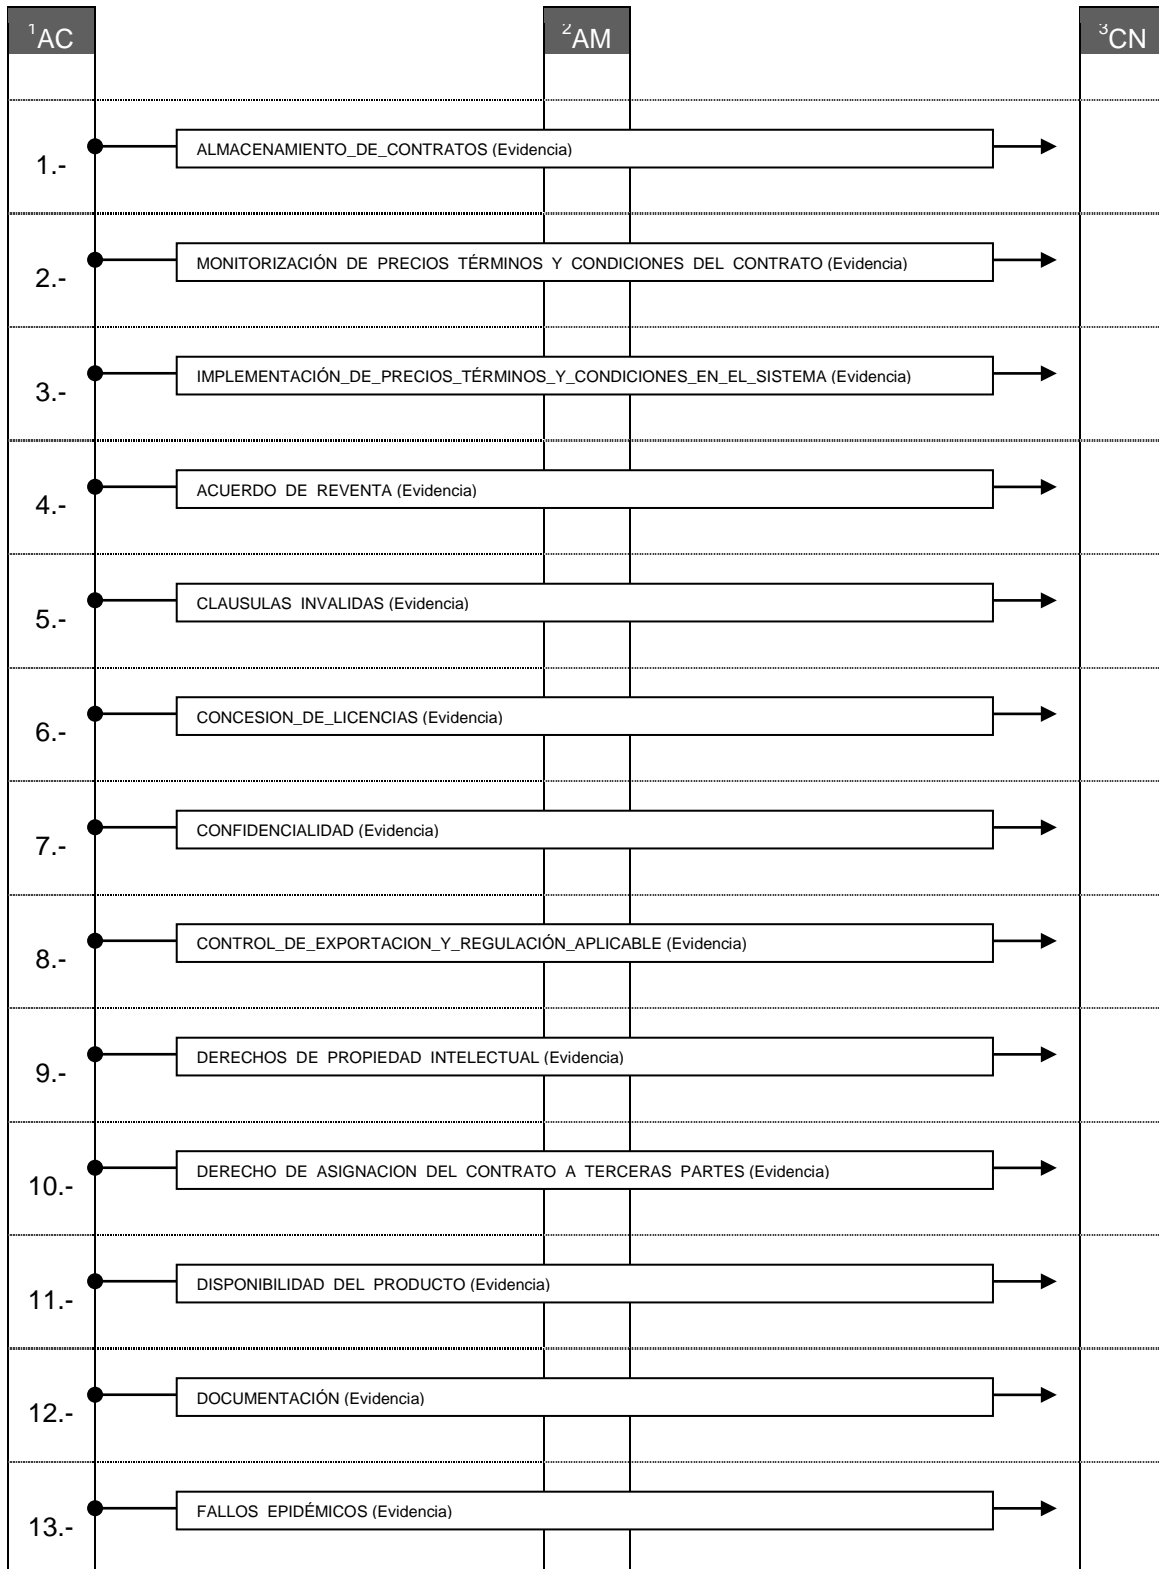 ¹AC ²AM ³CN
1.- ALMACENAMIENTO_DE_CONTRATOS (Evidencia)
2.- MONITORIZACIÓN DE PRECIOS TÉRMINOS Y CONDICIONES DEL CONTRATO (Evidencia)
3.- IMPLEMENTACIÓN_DE_PRECIOS_TÉRMINOS_Y_CONDICIONES_EN_EL_SISTEMA (Evidencia)
4.- ACUERDO DE REVENTA (Evidencia)
5.- CLAUSULAS INVALIDAS (Evidencia)
6.- CONCESION_DE_LICENCIAS (Evidencia)
7.- CONFIDENCIALIDAD (Evidencia)
8.- CONTROL_DE_EXPORTACION_Y_REGULACIÓN_APLICABLE (Evidencia)
9.- DERECHOS DE PROPIEDAD INTELECTUAL (Evidencia)
10.- DERECHO DE ASIGNACION DEL CONTRATO A TERCERAS PARTES (Evidencia)
11.- DISPONIBILIDAD DEL PRODUCTO (Evidencia)
12.- DOCUMENTACIÓN (Evidencia)
13.- FALLOS EPIDÉMICOS (Evidencia)